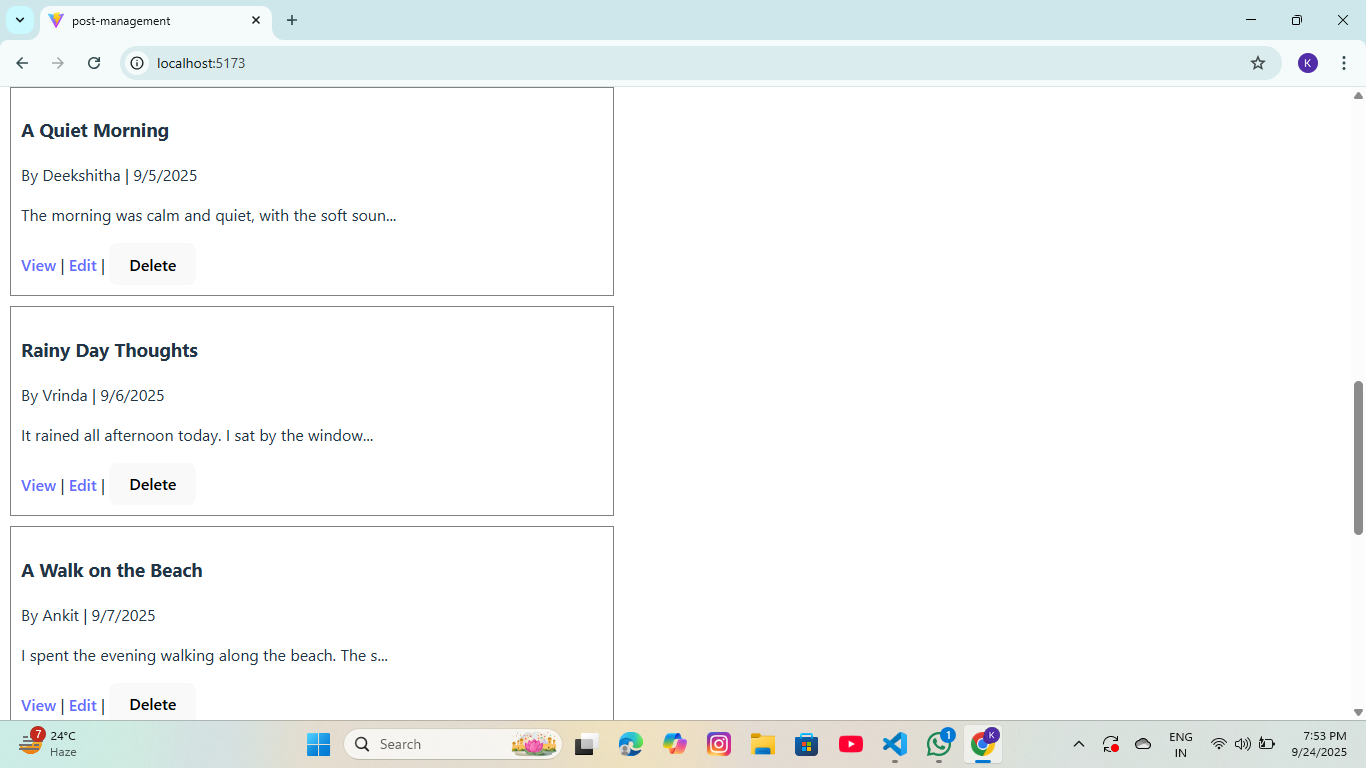 post-management
localhost:5173
K
A Quiet Morning
By Deekshitha | 9/5/2025
The morning was calm and quiet, with the soft soun...
View | Edit | Delete
Rainy Day Thoughts
By Vrinda | 9/6/2025
It rained all afternoon today. I sat by the window...
View | Edit | Delete
A Walk on the Beach
By Ankit | 9/7/2025
I spent the evening walking along the beach. The s...
View | Edit | Delete
7
24°C
Haze
Search
1
K
ENG
IN
7:53 PM
9/24/2025